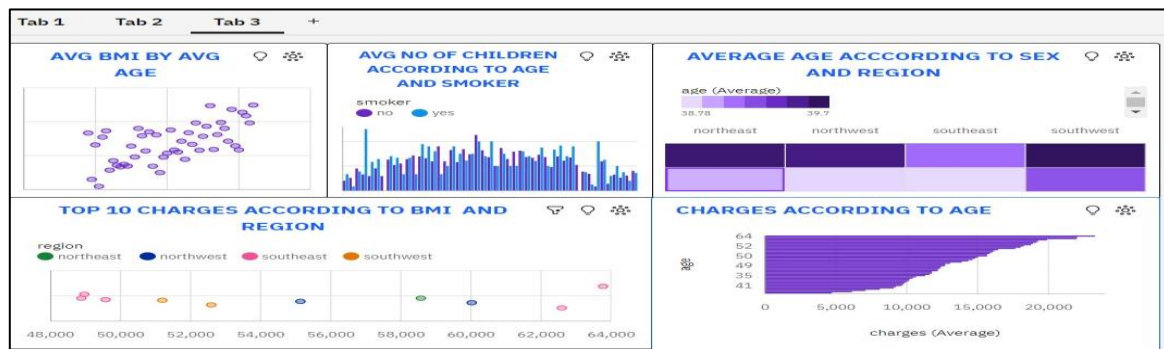 Tab 1 Tab 2 Tab 3 +
AVG BMI BY AVG
AGE
AVG NO OF CHILDREN
ACCORDING TO AGE
AND SMOKER
smoker
no yes
AVERAGE AGE ACCCORDING TO SEX
AND REGION
age (Average)
38.78 39.7
northeast northwest southeast southwest
TOP 10 CHARGES ACCORDING TO BMI AND
REGION
region
northeast northwest southeast southwest
48,000 50,000 52,000 54,000 56,000 58,000 60,000 62,000 64,000
CHARGES ACCORDING TO AGE
age
64
52
50
49
35
41
0 5,000 10,000 15,000 20,000
charges (Average)